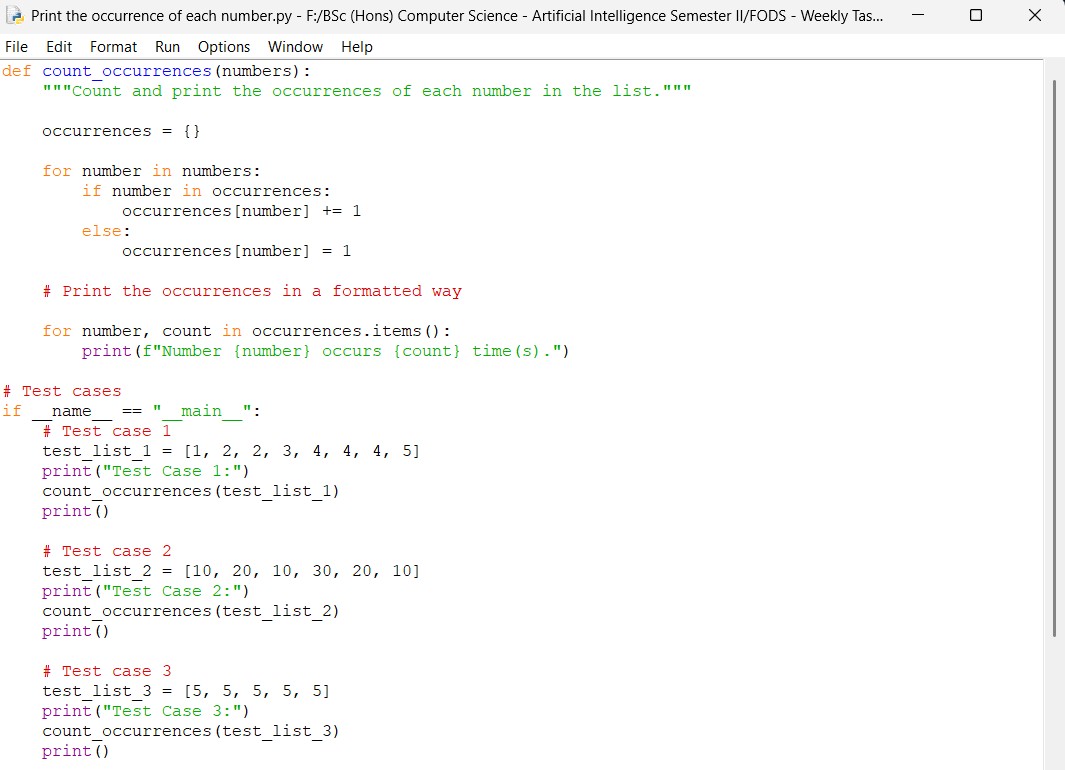 Print the occurrence of each number.py - F:/BSc (Hons) Computer Science - Artificial Intelligence Semester II/FODS - Weekly Tas...
File Edit Format Run Options Window Help
def count_occurrences(numbers):
    """Count and print the occurrences of each number in the list."""

    occurrences = {}

    for number in numbers:
        if number in occurrences:
            occurrences[number] += 1
        else:
            occurrences[number] = 1

    # Print the occurrences in a formatted way

    for number, count in occurrences.items():
        print(f"Number {number} occurs {count} time(s).")

# Test cases
if __name__ == "__main__":
    # Test case 1
    test_list_1 = [1, 2, 2, 3, 4, 4, 4, 5]
    print("Test Case 1:")
    count_occurrences(test_list_1)
    print()

    # Test case 2
    test_list_2 = [10, 20, 10, 30, 20, 10]
    print("Test Case 2:")
    count_occurrences(test_list_2)
    print()

    # Test case 3
    test_list_3 = [5, 5, 5, 5, 5]
    print("Test Case 3:")
    count_occurrences(test_list_3)
    print()